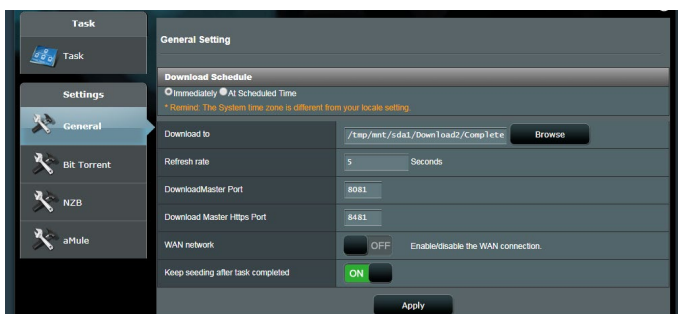 Task
Task
Settings
General
Bit Torrent
NZB
aMule
General Setting
Download Schedule
Immediately At Scheduled Time
* Remind: The System time zone is different from your locale setting.
Download to /tmp/mnt/sda1/Download2/Complete Browse
Refresh rate 5 Seconds
DownloadMaster Port 8081
Download Master Https Port 8481
WAN network OFF Enable/disable the WAN connection.
Keep seeding after task completed ON
Apply